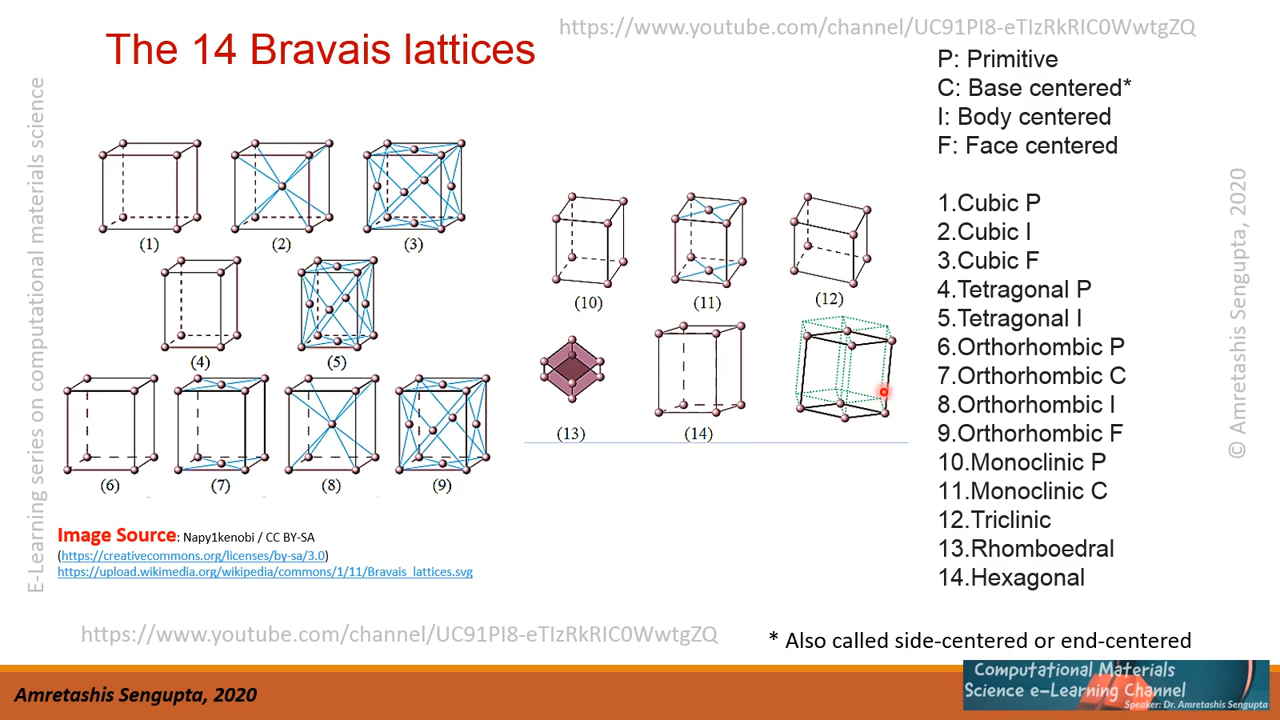 https://www.youtube.com/channel/UC91PI8-eTIzRkRIC0WwtgZQ
The 14 Bravais lattices
E-Learning series on computational materials science
(1)
(2)
(3)
(4)
(5)
(6)
(7)
(8)
(9)
(10)
(11)
(12)
(13)
(14)
P: Primitive
C: Base centered*
I: Body centered
F: Face centered
1.Cubic P
2.Cubic I
3.Cubic F
4.Tetragonal P
5.Tetragonal I
6.Orthorhombic P
7.Orthorhombic C
8.Orthorhombic I
9.Orthorhombic F
10.Monoclinic P
11.Monoclinic C
12.Triclinic
13.Rhomboedral
14.Hexagonal
© Amretashis Sengupta, 2020
Image Source: Napy1kenobi / CC BY-SA
(https://creativecommons.org/licenses/by-sa/3.0)
https://upload.wikimedia.org/wikipedia/commons/1/11/Bravais_lattices.svg
https://www.youtube.com/channel/UC91PI8-eTIzRkRIC0WwtgZQ
* Also called side-centered or end-centered
Amretashis Sengupta, 2020
Computational Materials
Science e-Learning Channel
Speaker: Dr. Amretashis Sengupta